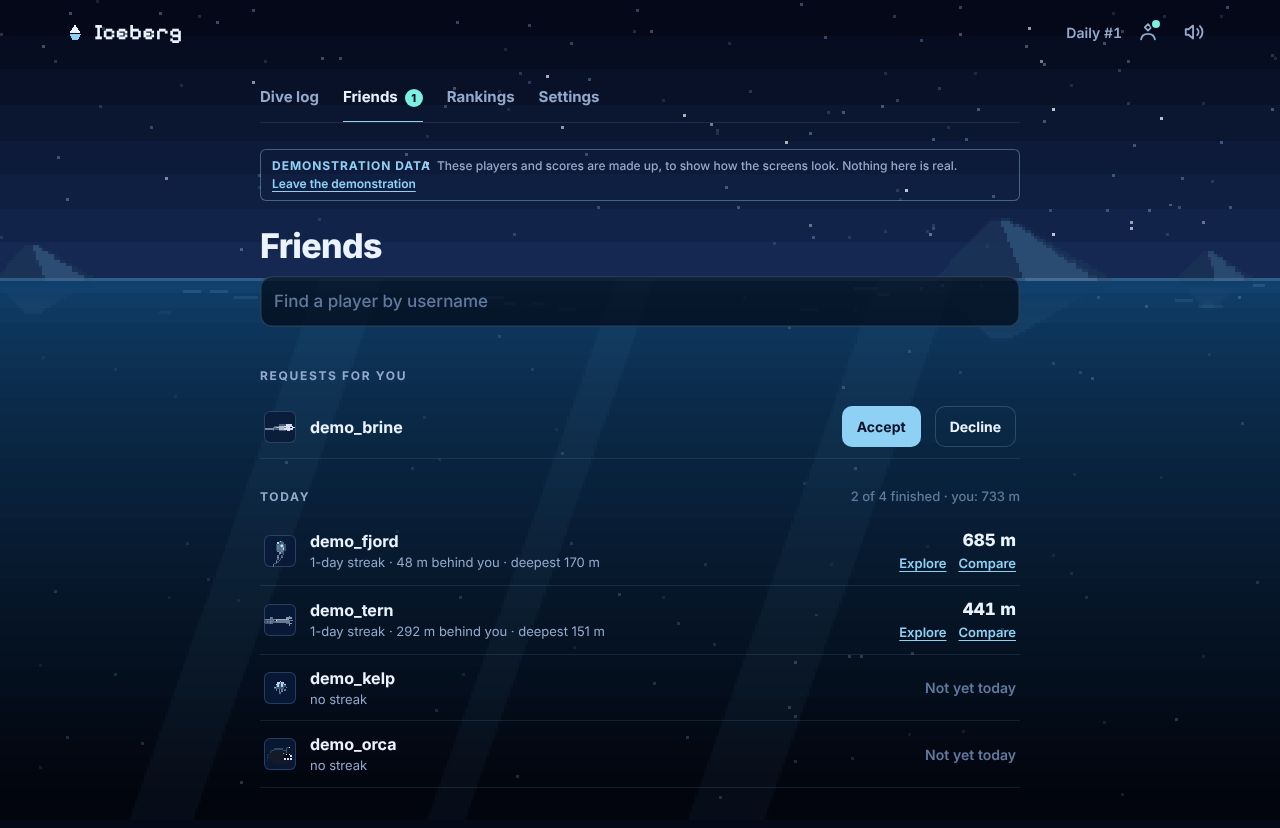 Iceberg
Daily #1
Dive log
Friends 1
Rankings
Settings
DEMONSTRATION DATA These players and scores are made up, to show how the screens look. Nothing here is real.
Leave the demonstration
Friends
Find a player by username
REQUESTS FOR YOU
demo_brine
Accept
Decline
TODAY
2 of 4 finished · you: 733 m
demo_fjord
685 m
1-day streak · 48 m behind you · deepest 170 m
Explore Compare
demo_tern
441 m
1-day streak · 292 m behind you · deepest 151 m
Explore Compare
demo_kelp
no streak
Not yet today
demo_orca
no streak
Not yet today